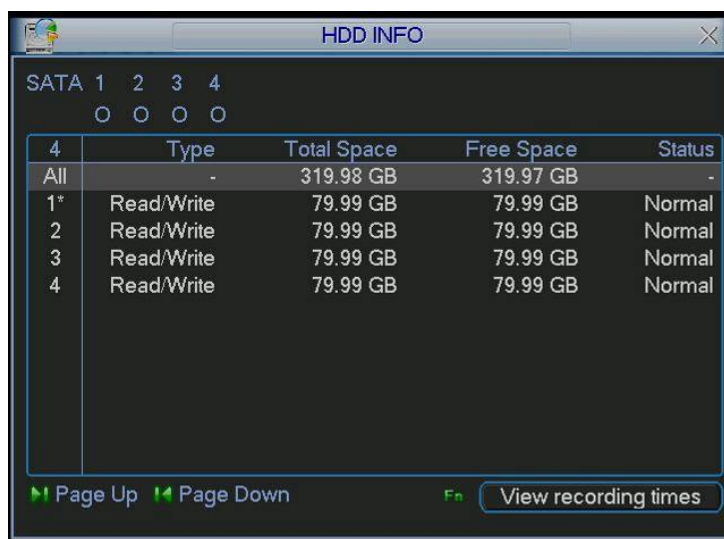 HDD INFO
SATA 1 2 3 4
O O O O
4 Type Total Space Free Space Status
All - 319.98 GB 319.97 GB -
1* Read/Write 79.99 GB 79.99 GB Normal
2 Read/Write 79.99 GB 79.99 GB Normal
3 Read/Write 79.99 GB 79.99 GB Normal
4 Read/Write 79.99 GB 79.99 GB Normal
Page Up Page Down Fn View recording times